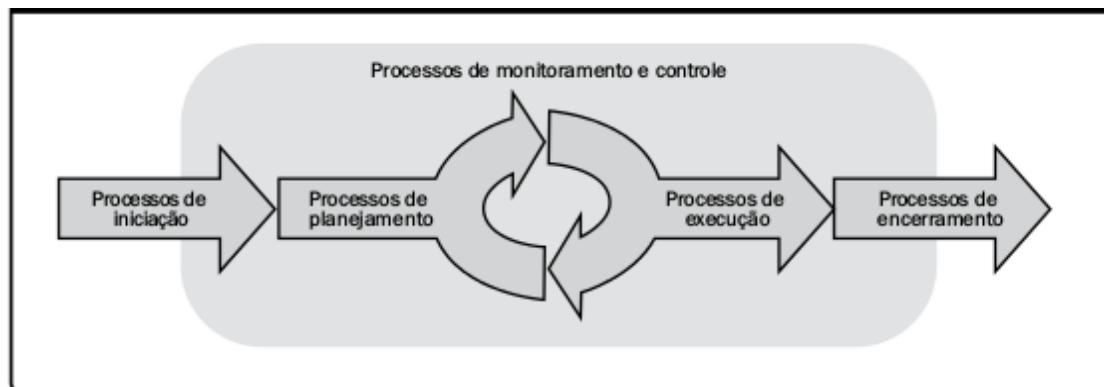 Processos de monitoramento e controle
Processos de
iniciação
Processos de
planejamento
Processos de
execução
Processos de
encerramento